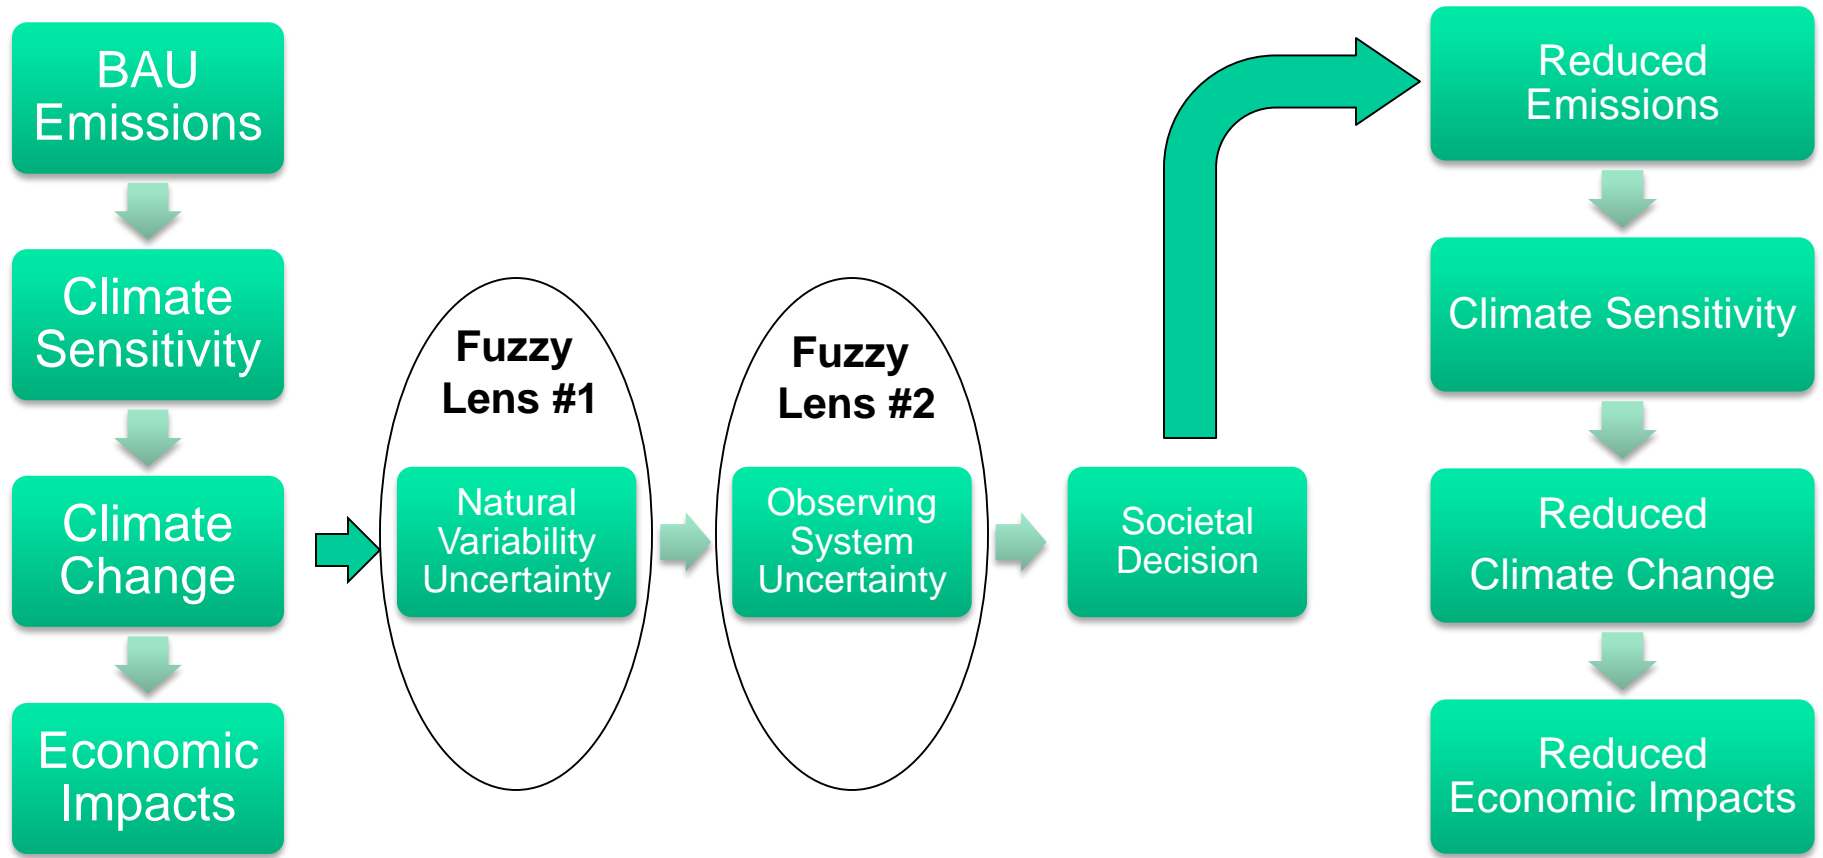 BAU
Emissions
Climate
Sensitivity
Climate
Change
Economic
Impacts
Fuzzy
Lens #1
Natural
Variability
Uncertainty
Fuzzy
Lens #2
Observing
System
Uncertainty
Societal
Decision
Reduced
Emissions
Climate Sensitivity
Reduced
Climate Change
Reduced
Economic Impacts